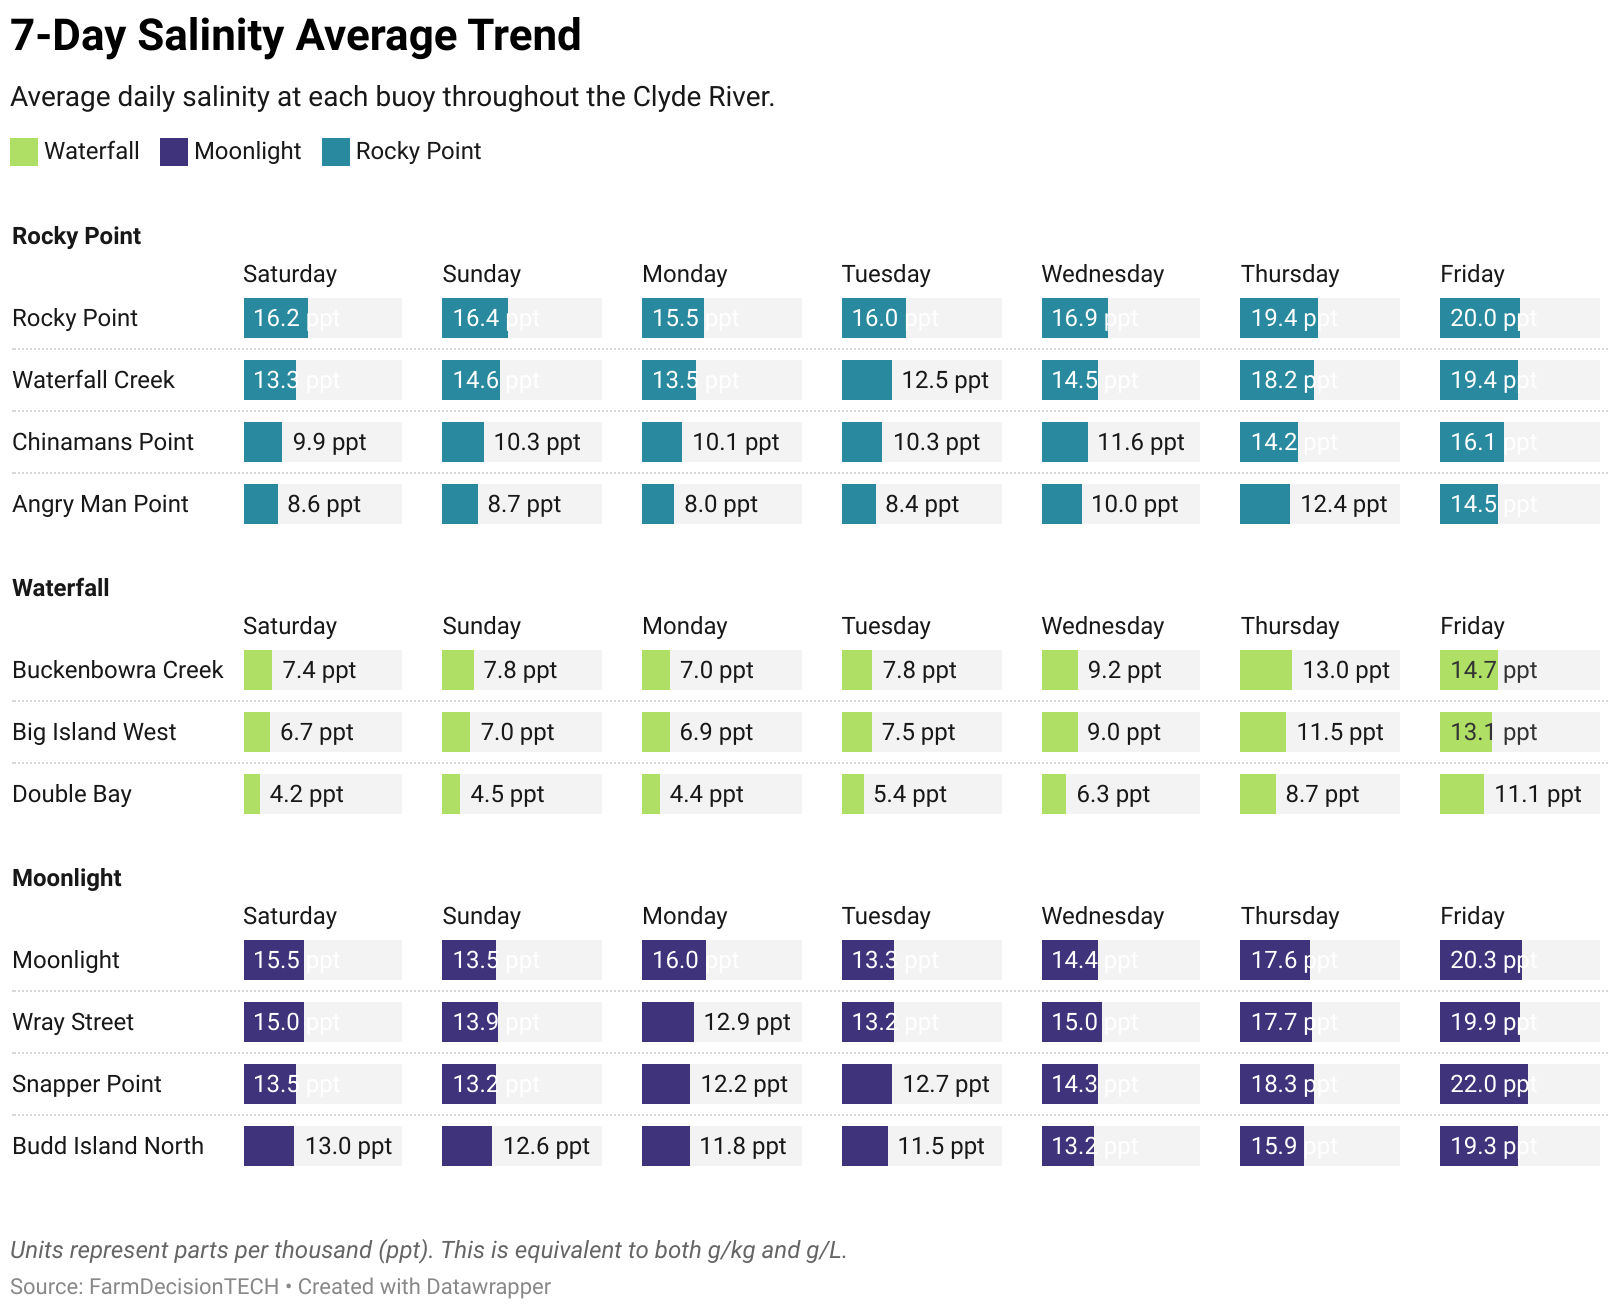 7-Day Salinity Average Trend
Average daily salinity at each buoy throughout the Clyde River.
Waterfall Moonlight Rocky Point
Rocky Point
Saturday Sunday Monday Tuesday Wednesday Thursday Friday
Rocky Point 16.2 ppt 16.4 ppt 15.5 ppt 16.0 ppt 16.9 ppt 19.4 ppt 20.0 ppt
Waterfall Creek 13.3 ppt 14.6 ppt 13.5 ppt 12.5 ppt 14.5 ppt 18.2 ppt 19.4 ppt
Chinamans Point 9.9 ppt 10.3 ppt 10.1 ppt 10.3 ppt 11.6 ppt 14.2 ppt 16.1 ppt
Angry Man Point 8.6 ppt 8.7 ppt 8.0 ppt 8.4 ppt 10.0 ppt 12.4 ppt 14.5 ppt
Waterfall
Saturday Sunday Monday Tuesday Wednesday Thursday Friday
Buckenbowra Creek 7.4 ppt 7.8 ppt 7.0 ppt 7.8 ppt 9.2 ppt 13.0 ppt 14.7 ppt
Big Island West 6.7 ppt 7.0 ppt 6.9 ppt 7.5 ppt 9.0 ppt 11.5 ppt 13.1 ppt
Double Bay 4.2 ppt 4.5 ppt 4.4 ppt 5.4 ppt 6.3 ppt 8.7 ppt 11.1 ppt
Moonlight
Saturday Sunday Monday Tuesday Wednesday Thursday Friday
Moonlight 15.5 ppt 13.5 ppt 16.0 ppt 13.3 ppt 14.4 ppt 17.6 ppt 20.3 ppt
Wray Street 15.0 ppt 13.9 ppt 12.9 ppt 13.2 ppt 15.0 ppt 17.7 ppt 19.9 ppt
Snapper Point 13.5 ppt 13.2 ppt 12.2 ppt 12.7 ppt 14.3 ppt 18.3 ppt 22.0 ppt
Budd Island North 13.0 ppt 12.6 ppt 11.8 ppt 11.5 ppt 13.2 ppt 15.9 ppt 19.3 ppt
Units represent parts per thousand (ppt). This is equivalent to both g/kg and g/L.
Source: FarmDecisionTECH • Created with Datawrapper